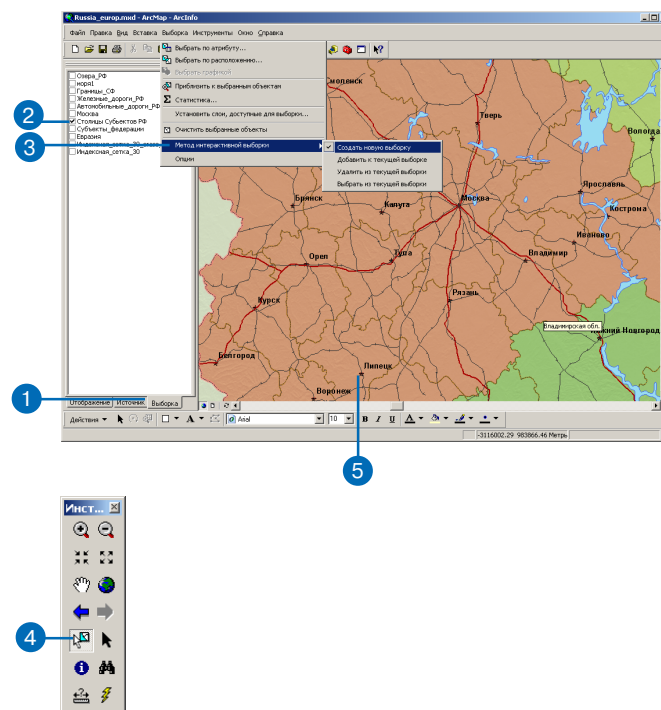 Russia_europ.mxd - ArcMap - ArcInfo
Файл Правка Вид Вставка Выборка Инструменты Окно Справка
Выбрать по атрибуту...
Выбрать по расположению...
Выбрать графикой
Приблизить к выбранным объектам
Статистика...
Установить слои, доступные для выборки...
Очистить выбранные объекты
Метод интерактивной выборки
Опции
Создать новую выборку
Добавить к текущей выборке
Удалить из текущей выборки
Выбрать из текущей выборки
Озера_РФ
моря1
Границы_СФ
Железные_дороги_РФ
Автомобильные_дороги_РФ
Москва
Столицы Субъектов РФ
Субъекты_федерации
Евразия
Индексная_сетка_30
2
3
Смоленск
Тверь
Вологда
Ярославль
Кострома
Брянск
Калуга
Москва
Иваново
Владимир
Орел
Тула
Рязань
Курск
Владимирская обл.
Нижний Новгород
Белгород
Липецк
Воронеж
1
Отображение Источник Выборка
Действия
A
Arial
10
B I U A
-3116002.29 983866.46 Метры
5
Инст...
4